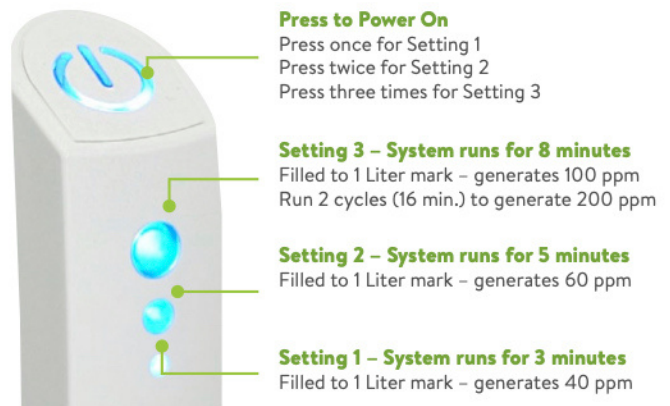 Press to Power On
Press once for Setting 1
Press twice for Setting 2
Press three times for Setting 3
Setting 3 – System runs for 8 minutes
Filled to 1 Liter mark – generates 100 ppm
Run 2 cycles (16 min.) to generate 200 ppm
Setting 2 – System runs for 5 minutes
Filled to 1 Liter mark – generates 60 ppm
Setting 1 – System runs for 3 minutes
Filled to 1 Liter mark – generates 40 ppm